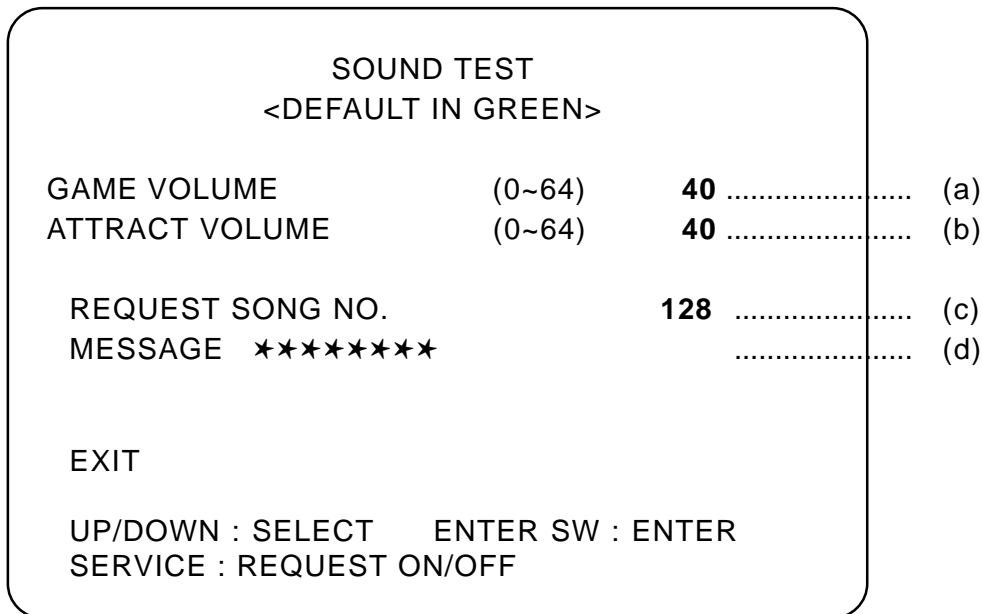 SOUND TEST
<DEFAULT IN GREEN>
GAME VOLUME (0~64) 40 ...................... (a)
ATTRACT VOLUME (0~64) 40 ...................... (b)
REQUEST SONG NO. 128 ..................... (c)
MESSAGE ★★★★★★★★ ..................... (d)
EXIT
UP/DOWN : SELECT ENTER SW : ENTER
SERVICE : REQUEST ON/OFF